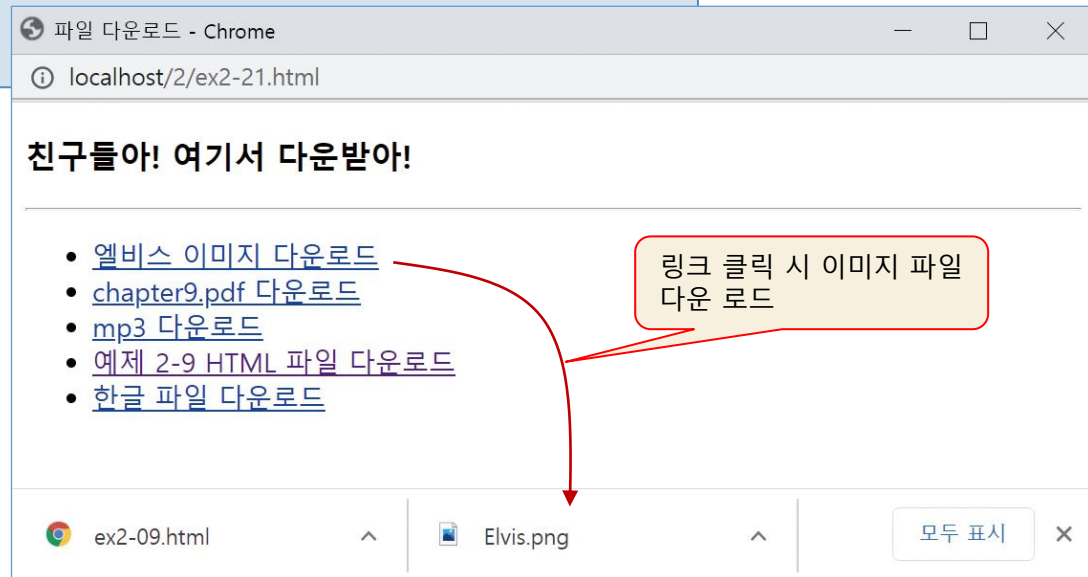 파일 다운로드 - Chrome
localhost/2/ex2-21.html
친구들아! 여기서 다운받아!
엘비스 이미지 다운로드
chapter9.pdf 다운로드
mp3 다운로드
예제 2-9 HTML 파일 다운로드
한글 파일 다운로드
링크 클릭 시 이미지 파일
다운 로드
ex2-09.html
Elvis.png
모두 표시